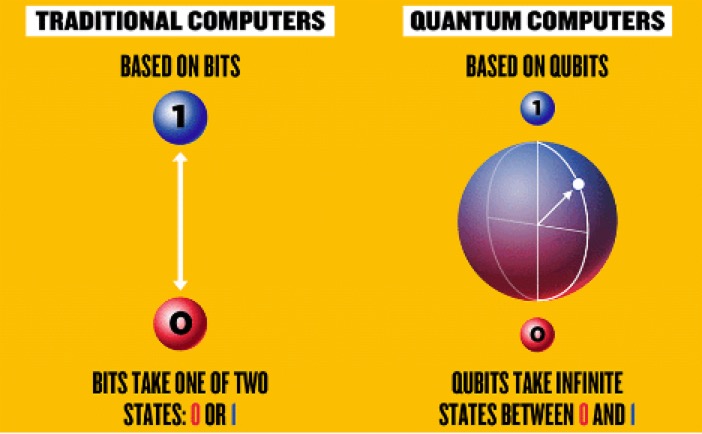 TRADITIONAL COMPUTERS
BASED ON BITS
1
0
BITS TAKE ONE OF TWO
STATES: 0 OR 1
QUANTUM COMPUTERS
BASED ON QUBITS
1
0
QUBITS TAKE INFINITE
STATES BETWEEN 0 AND 1